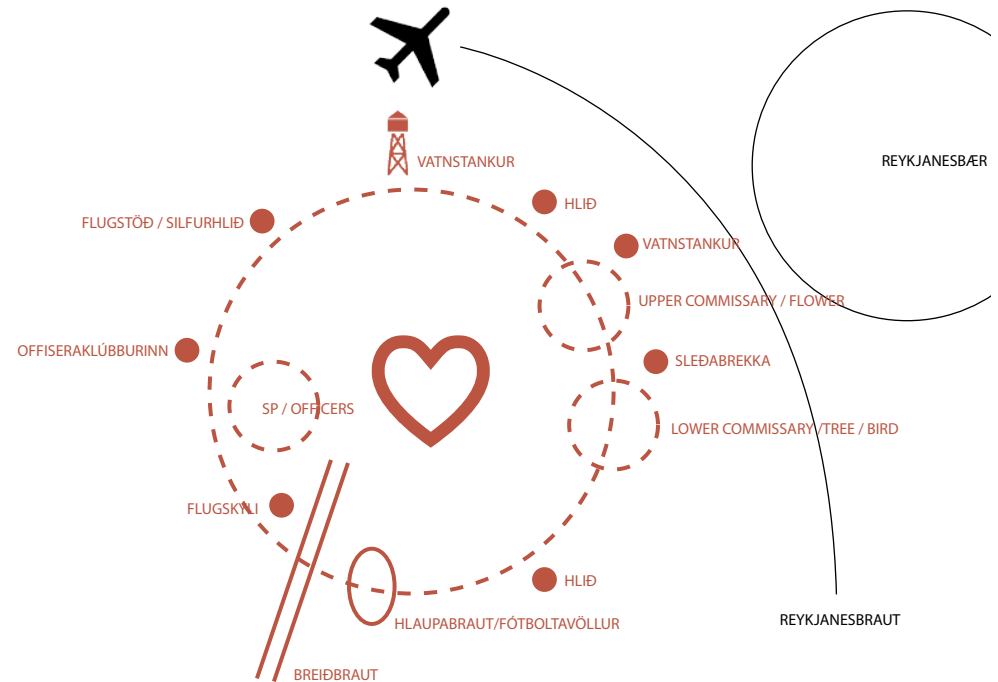 REYKJANESBÆR
VATNSTANKUR
HLIÐ
FLUGSTÖÐ / SILFURHLIÐ
VATNSTANKUR
UPPER COMMISSARY / FLOWER
OFFISERAKLÚBBURINN
SLEÐABREKKA
SP / OFFICERS
LOWER COMMISSARY /TREE / BIRD
FLUGSKÝLI
HLIÐ
REYKJANESBRAUT
HLAUPABRAUT/FÓTBOLTAVÖLLUR
BREIÐBRAUT